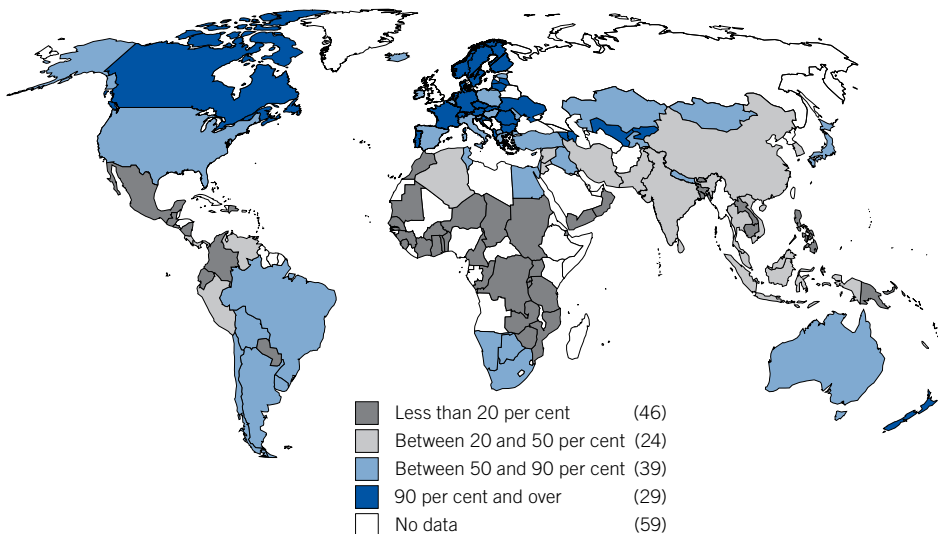 Less than 20 per cent (46)
Between 20 and 50 per cent (24)
Between 50 and 90 per cent (39)
90 per cent and over (29)
No data (59)